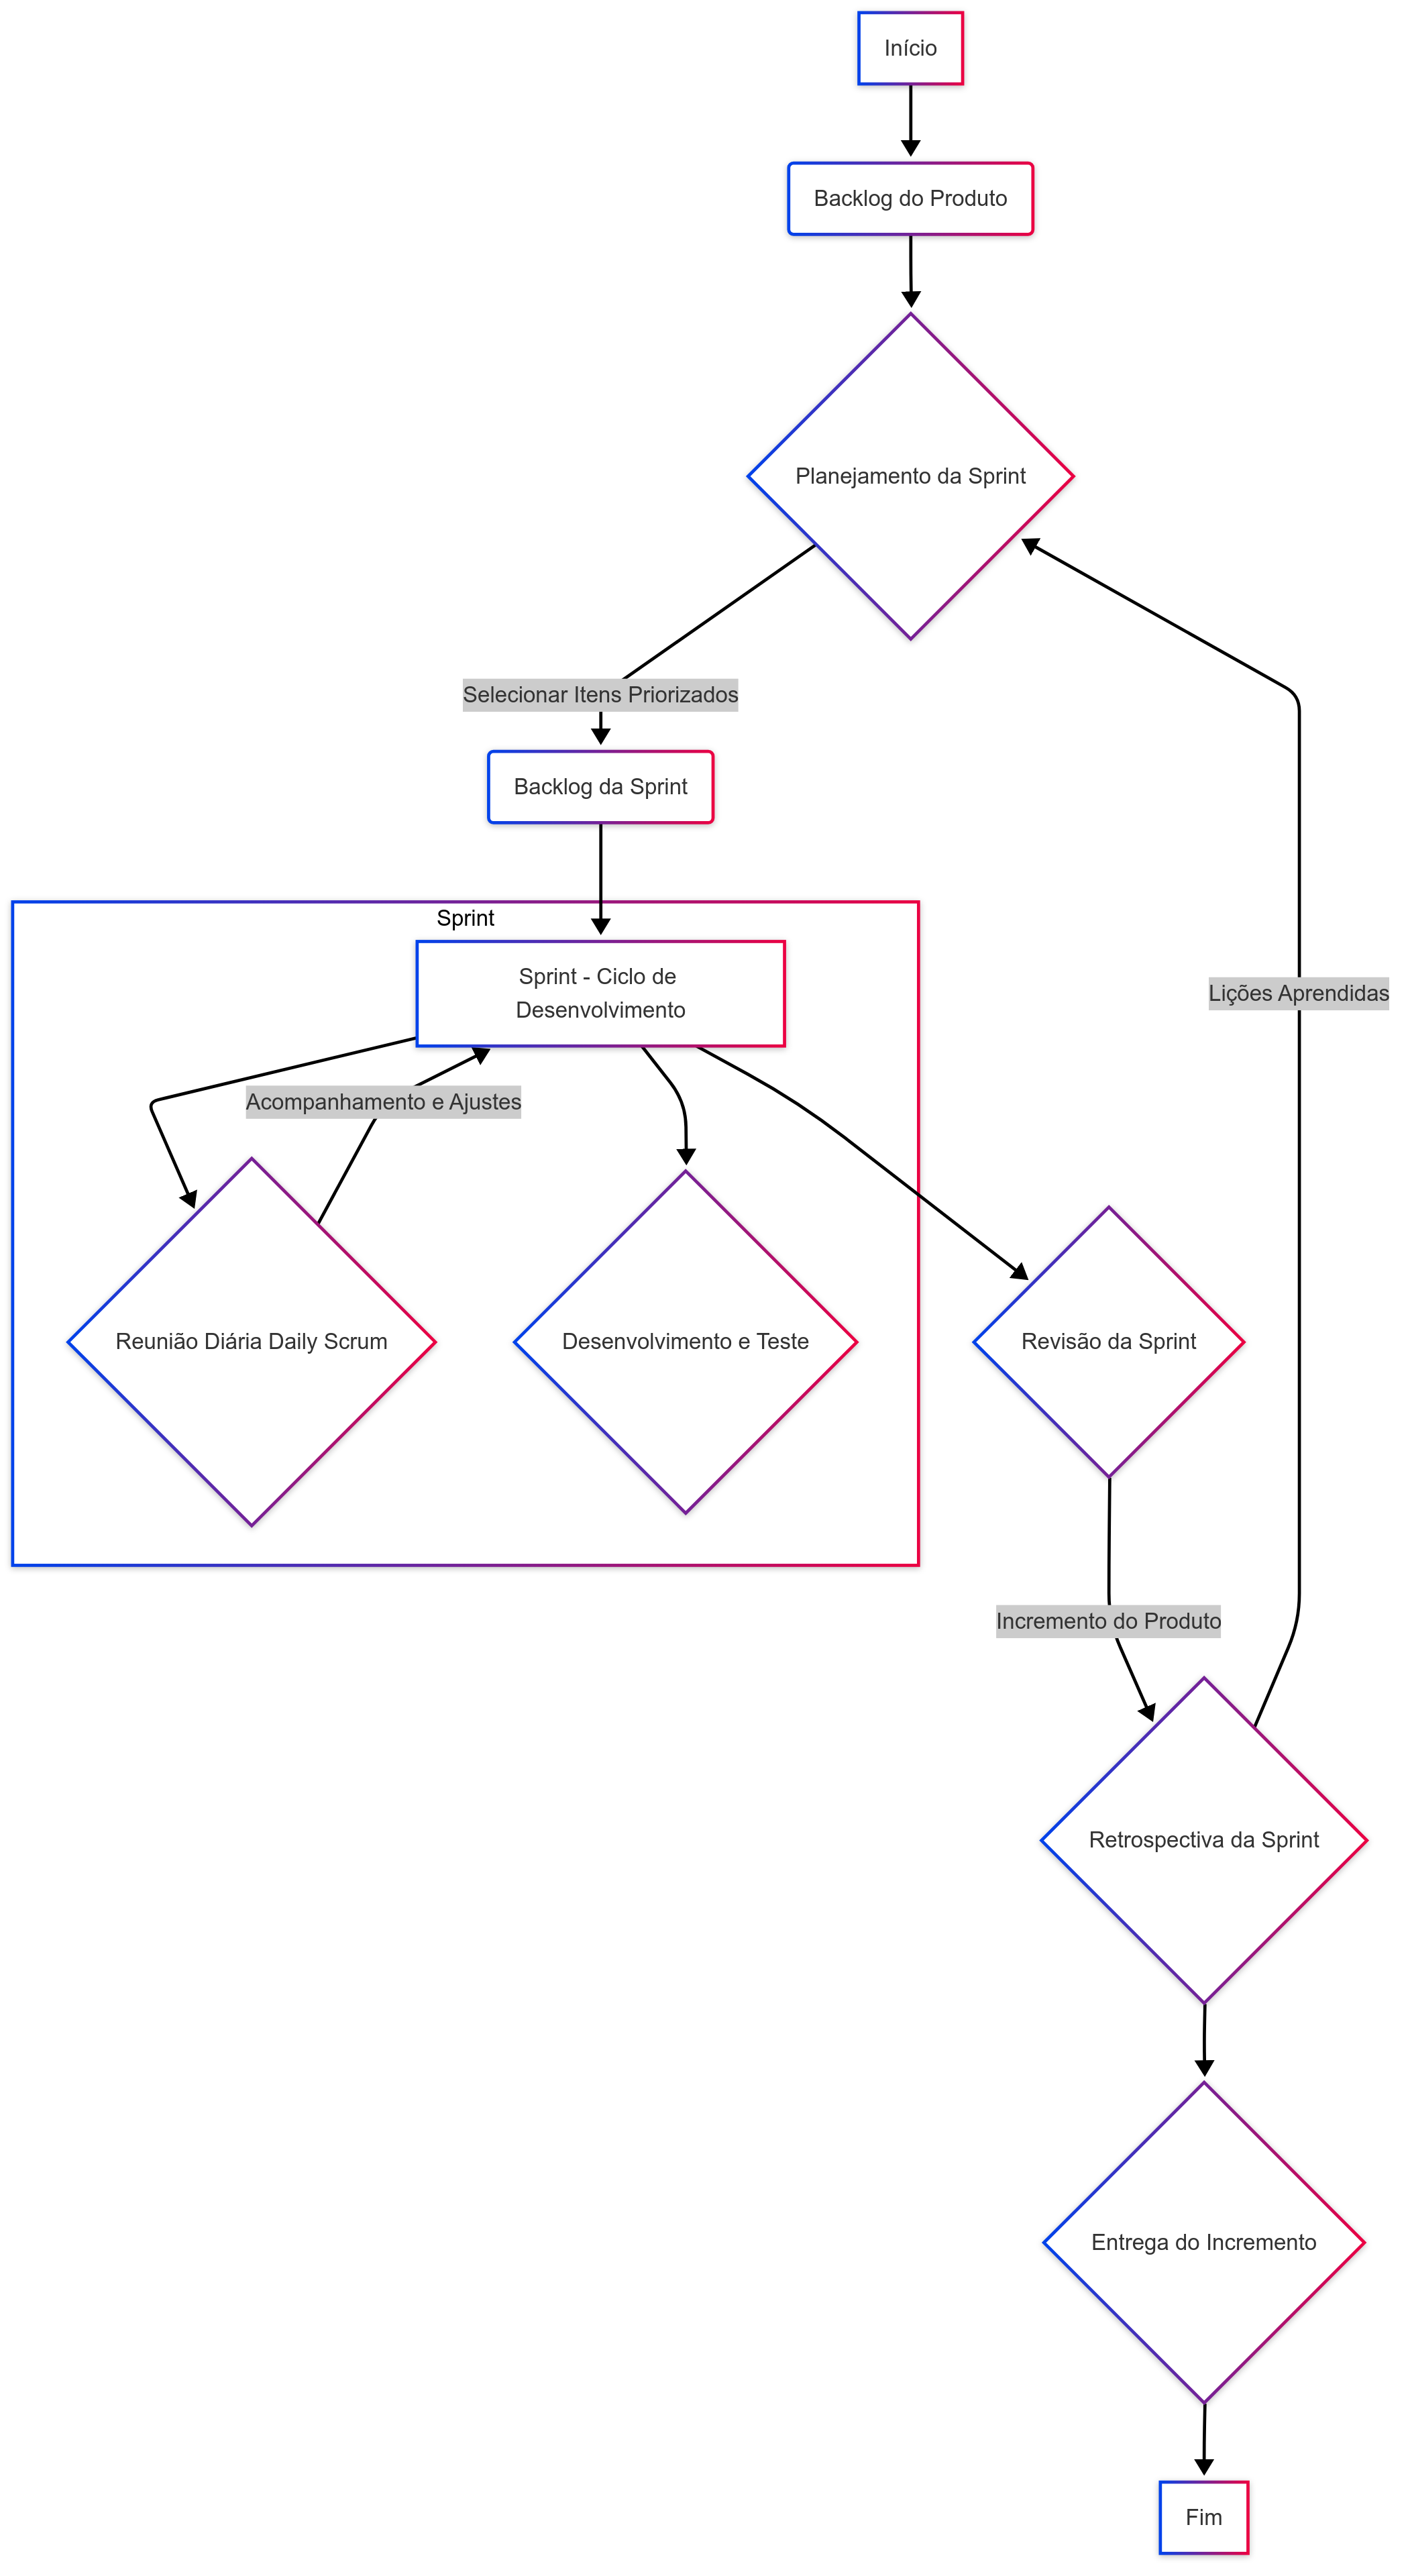 Início
Backlog do Produto
Planejamento da Sprint
Selecionar Itens Priorizados
Backlog da Sprint
Sprint
Sprint - Ciclo de
Desenvolvimento
Lições Aprendidas
Acompanhamento e Ajustes
Reunião Diária Daily Scrum
Desenvolvimento e Teste
Revisão da Sprint
Incremento do Produto
Retrospectiva da Sprint
Entrega do Incremento
Fim